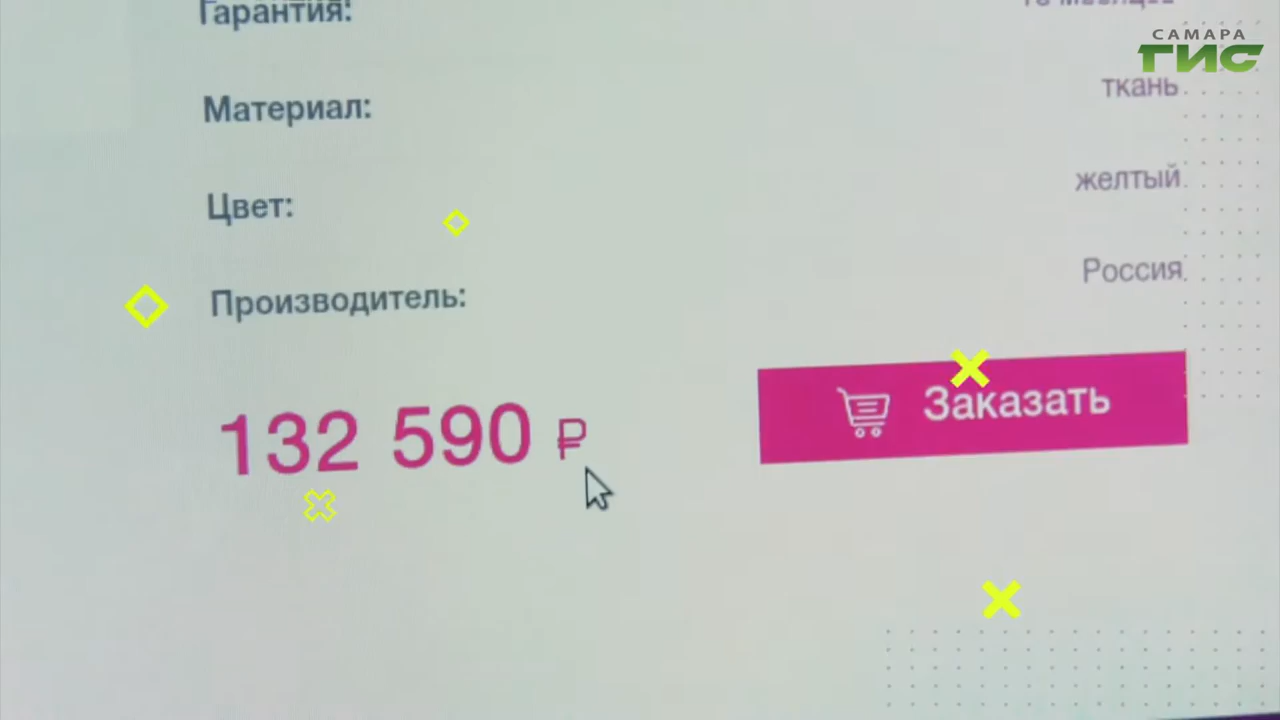 Гарантия:
САМАРА
ГИС
Материал:
ткань
Цвет:
желтый
Производитель:
Россия
132 590 ₽
Заказать